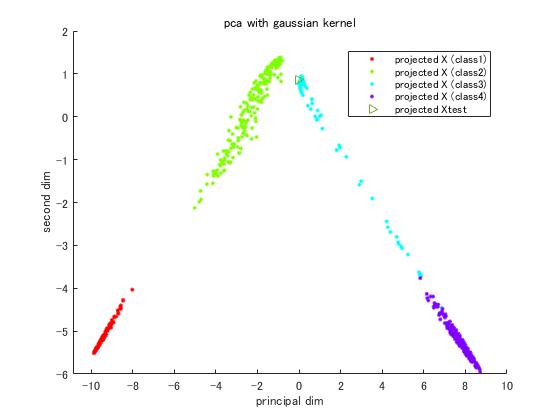 pca with gaussian kernel
projected X (class1)
projected X (class2)
projected X (class3)
projected X (class4)
projected Xtest
second dim
2
1
0
-1
-2
-3
-4
-5
-6
-10 -8 -6 -4 -2 0 2 4 6 8 10
principal dim